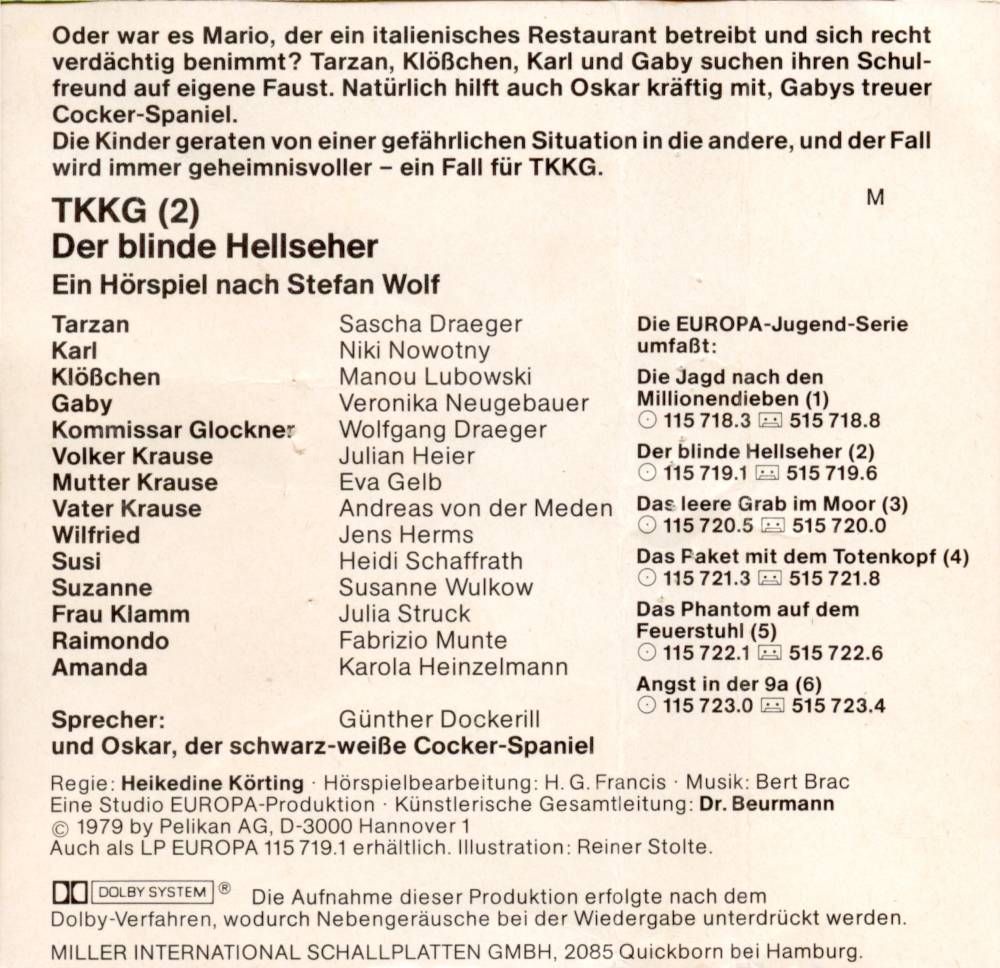 Oder war es Mario, der ein italienisches Restaurant betreibt und sich recht
verdächtig benimmt? Tarzan, Klößchen, Karl und Gaby suchen ihren Schul-
freund auf eigene Faust. Natürlich hilft auch Oskar kräftig mit, Gabys treuer
Cocker-Spaniel.
Die Kinder geraten von einer gefährlichen Situation in die andere, und der Fall
wird immer geheimnisvoller – ein Fall für TKKG.
M
TKKG (2)
Der blinde Hellseher
Ein Hörspiel nach Stefan Wolf
Tarzan Sascha Draeger
Karl Niki Nowotny
Klößchen Manou Lubowski
Gaby Veronika Neugebauer
Kommissar Glockner Wolfgang Draeger
Volker Krause Julian Heier
Mutter Krause Eva Gelb
Vater Krause Andreas von der Meden
Wilfried Jens Herms
Susi Heidi Schaffrath
Suzanne Susanne Wulkow
Frau Klamm Julia Struck
Raimondo Fabrizio Munte
Amanda Karola Heinzelmann
Sprecher: Günther Dockerill
und Oskar, der schwarz-weiße Cocker-Spaniel
Die EUROPA-Jugend-Serie
umfaßt:
Die Jagd nach den
Millionendieben (1)
115 718.3 515 718.8
Der blinde Hellseher (2)
115 719.1 515 719.6
Das leere Grab im Moor (3)
115 720.5 515 720.0
Das Paket mit dem Totenkopf (4)
115 721.3 515 721.8
Das Phantom auf dem
Feuerstuhl (5)
115 722.1 515 722.6
Angst in der 9a (6)
115 723.0 515 723.4
Regie: Heikedine Körting · Hörspielbearbeitung: H. G. Francis · Musik: Bert Brac
Eine Studio EUROPA-Produktion · Künstlerische Gesamtleitung: Dr. Beurmann
© 1979 by Pelikan AG, D-3000 Hannover 1
Auch als LP EUROPA 115 719.1 erhältlich. Illustration: Reiner Stolte.
DOLBY SYSTEM ® Die Aufnahme dieser Produktion erfolgte nach dem
Dolby-Verfahren, wodurch Nebengeräusche bei der Wiedergabe unterdrückt werden.
MILLER INTERNATIONAL SCHALLPLATTEN GMBH, 2085 Quickborn bei Hamburg.